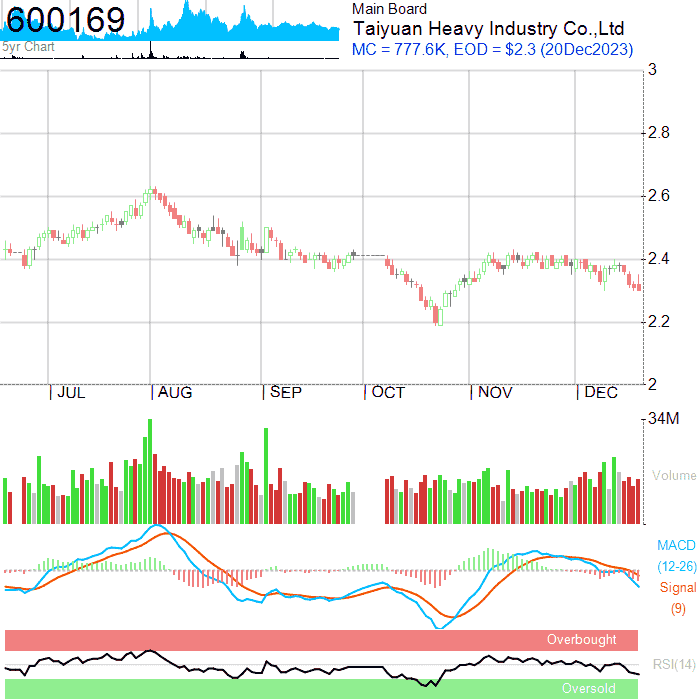 600169
5yr Chart
Main Board
Taiyuan Heavy Industry Co.,Ltd
MC = 777.6K, EOD = $2.3 (20Dec2023)
3
2.8
2.6
2.4
2.2
2
JUL
AUG
SEP
OCT
NOV
DEC
34M
Volume
MACD
(12-26)
Signal
(9)
Overbought
RSI(14)
Oversold